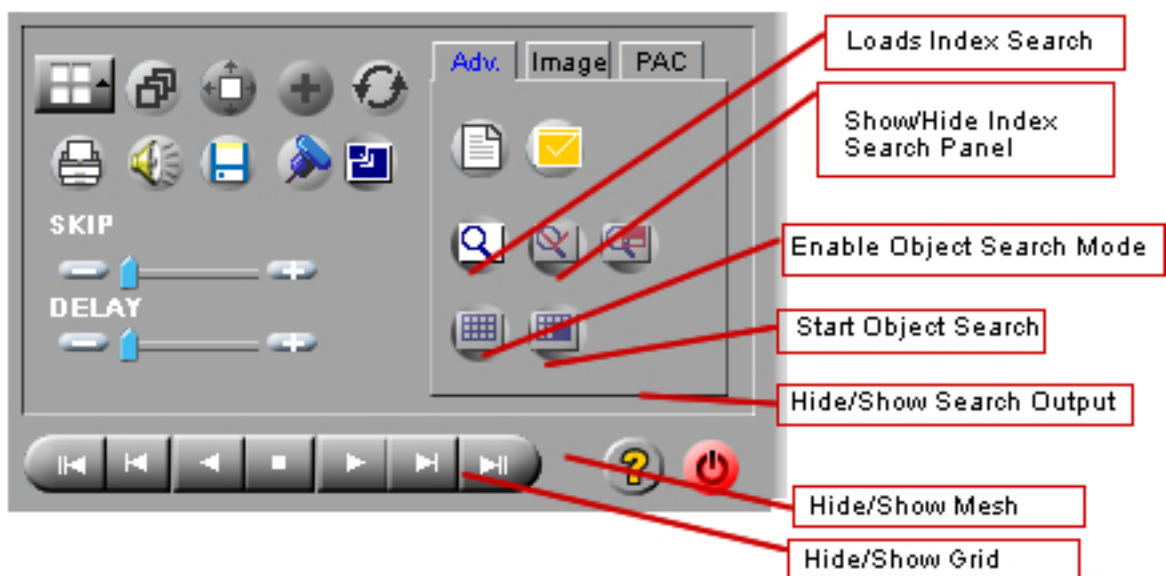 Adv. Image PAC
SKIP
DELAY
Loads Index Search
Show/Hide Index
Search Panel
Enable Object Search Mode
Start Object Search
Hide/Show Search Output
Hide/Show Mesh
Hide/Show Grid